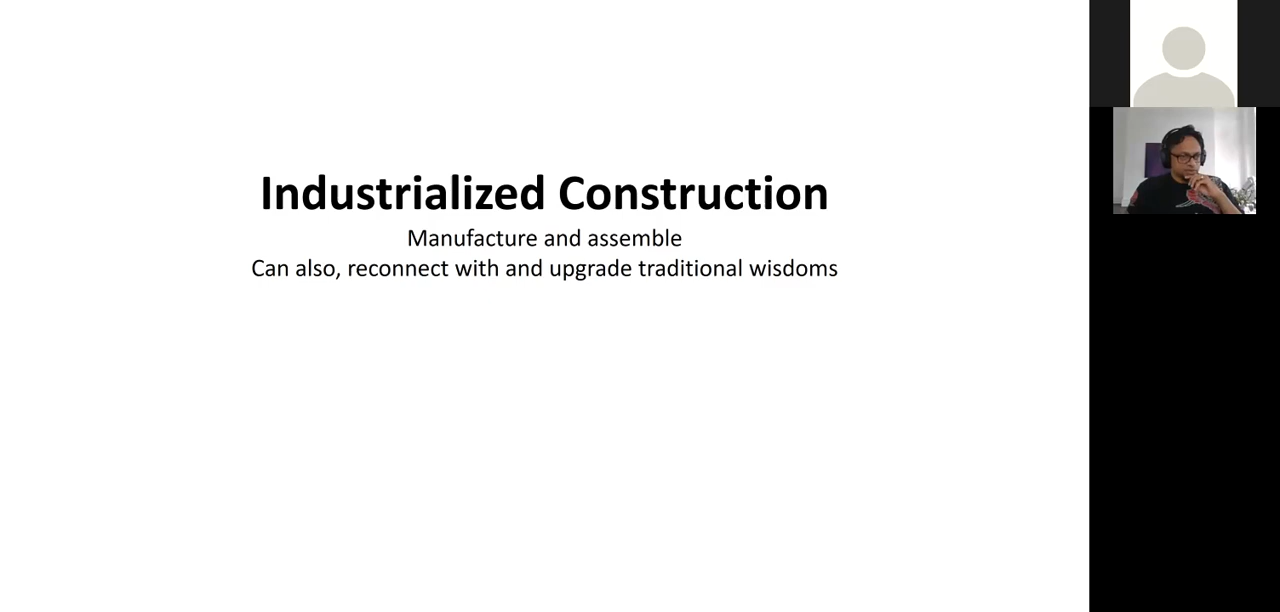 Industrialized Construction
Manufacture and assemble
Can also, reconnect with and upgrade traditional wisdoms